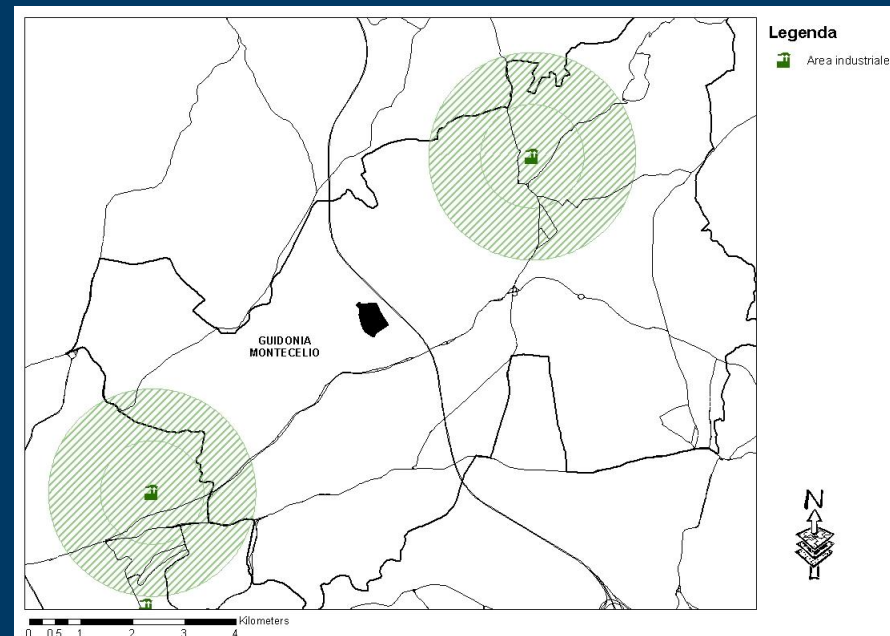 Legenda
Area industriale
GUIDONIA
MONTECELIO
N
Kilometers
0 0.5 1 2 3 4